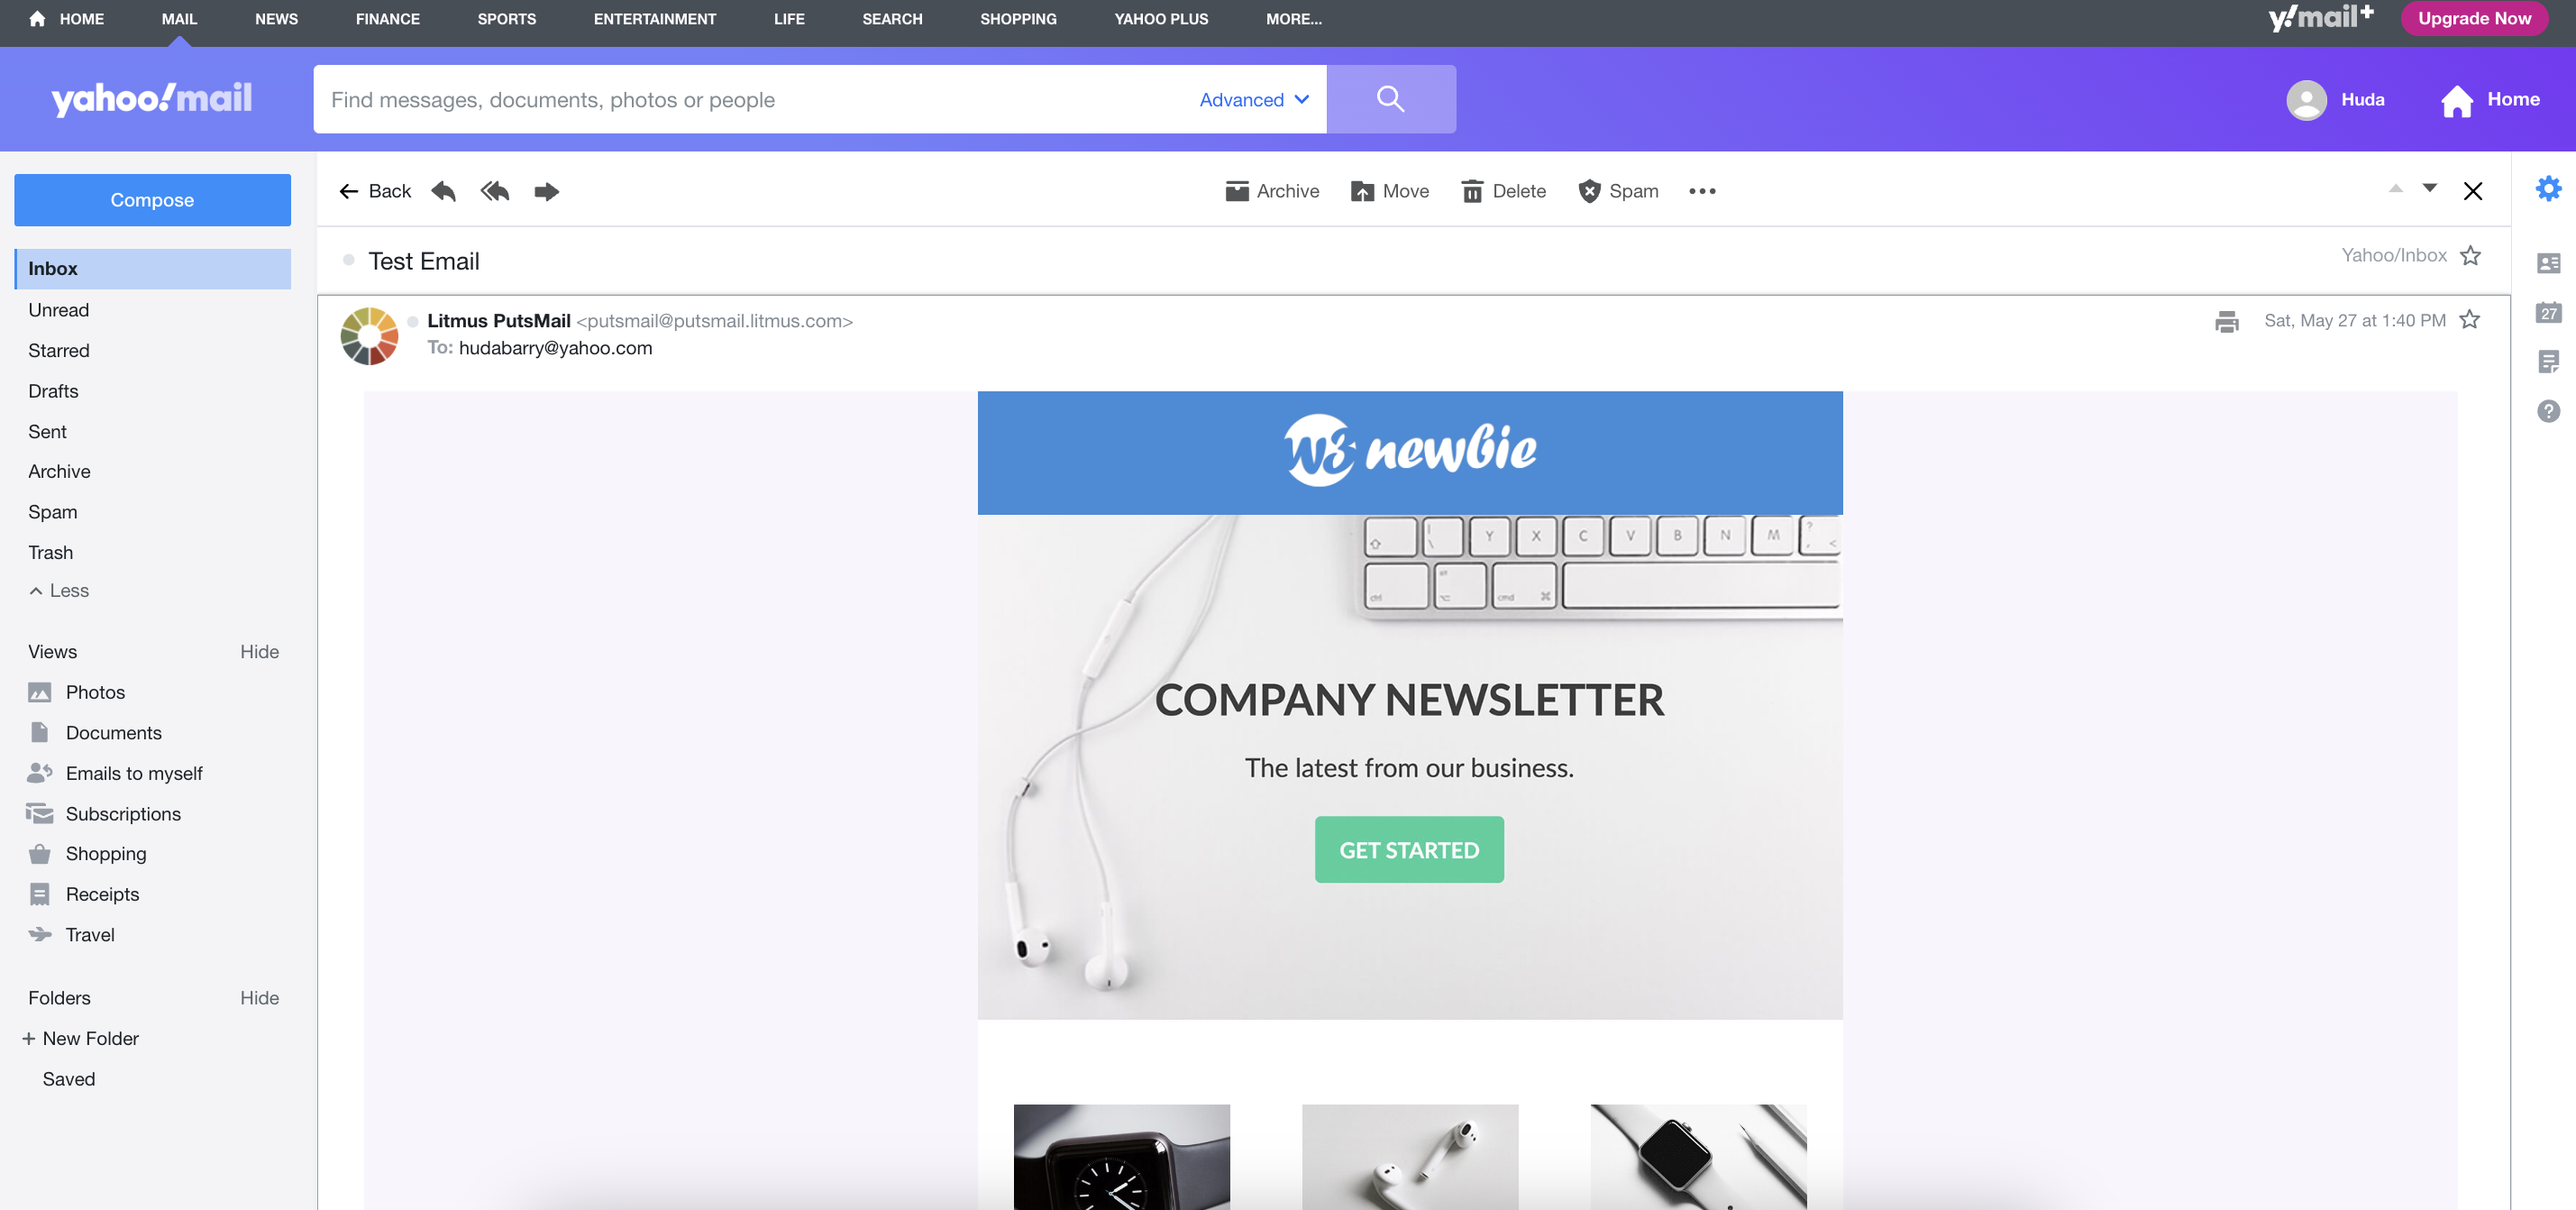 HOME MAIL NEWS FINANCE SPORTS ENTERTAINMENT LIFE SEARCH SHOPPING YAHOO PLUS MORE... y!mail+ Upgrade Now
yahoo!mail Find messages, documents, photos or people Advanced Huda Home
Compose
Back Archive Move Delete Spam
Test Email Yahoo/Inbox
Litmus PutsMail <putsmail@putsmail.litmus.com> Sat, May 27 at 1:40 PM
To: hudabarry@yahoo.com
27
Inbox
Unread
Starred
Drafts
Sent
Archive
Spam
Trash
Less
Views Hide
Photos
Documents
Emails to myself
Subscriptions
Shopping
Receipts
Travel
Folders Hide
+ New Folder
Saved
newbie
Y X C V B N M ? ; <
ctrl cmd ⌘
COMPANY NEWSLETTER
The latest from our business.
GET STARTED